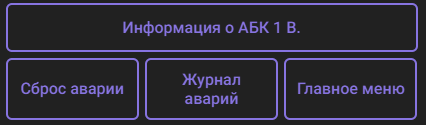 Информация о АБК 1 В.
Сброс аварии
Журнал
аварий
Главное меню